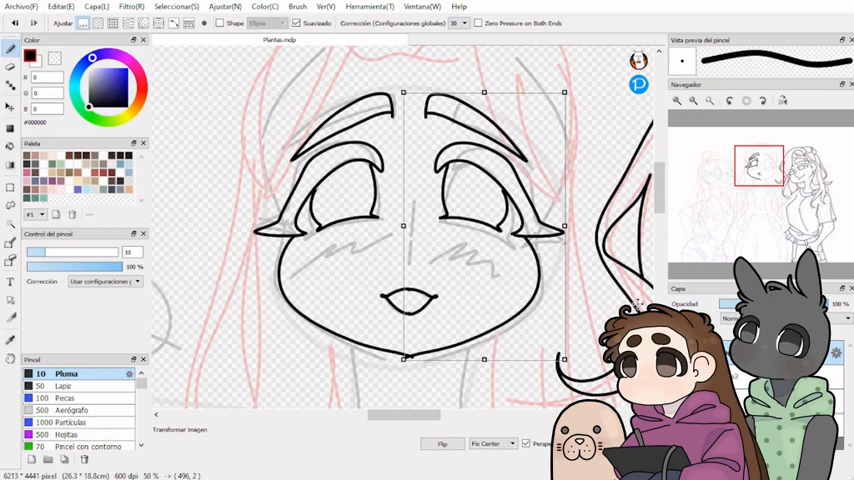 Archivo(F) Editar(E) Capa(L) Filtro(R) Seleccionar(S) Ajustar(N) Color(C) Brush Ver(V) Herramienta(T) Ventana(W) Help
Ajustar Shape Ellipse Suavizado Corrección (Configuraciones globales) 30 Zero Pressure on Both Ends
Color
Plantas.mdp
Vista previa del pincel
R 0
G 0
B 0
#000000
Navegador
Paleta
#1
Control del pincel
10
100 %
Corrección Usar configuraciones g
Capa
Opacidad 100 %
Norm
Pincel
10 Pluma
50 Lapiz
100 Pecas
500 Aerógrafo
1000 Partículas
500 Hojitas
70 Pincel con contorno
Transformar imagen
Flip Fix Center Perspe
6213 * 4441 pixel (26.3 * 18.8cm) 600 dpi 50 % -> ( 496, 2 )